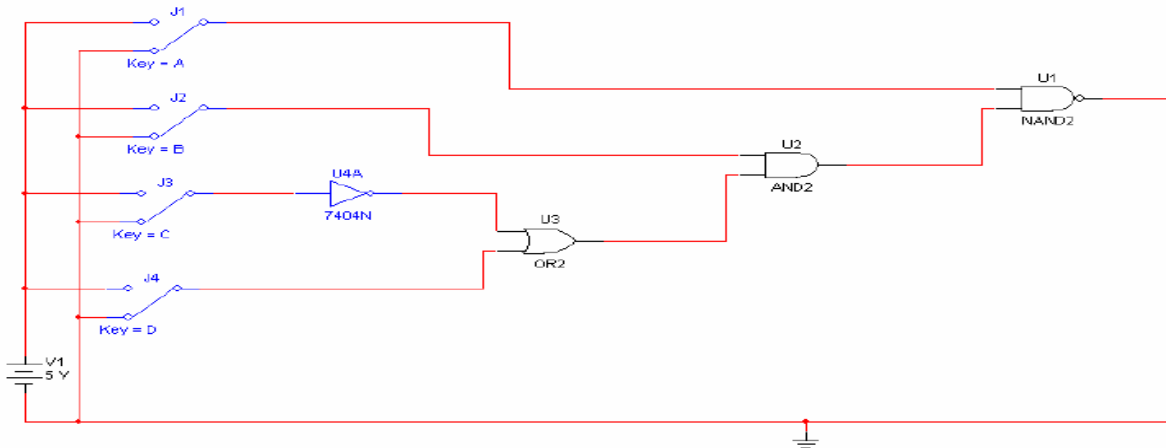 J1
Key = A
J2
Key = B
J3
Key = C
U4A
7404N
J4
Key = D
U3
OR2
U2
AND2
U1
NAND2
V1
5 V